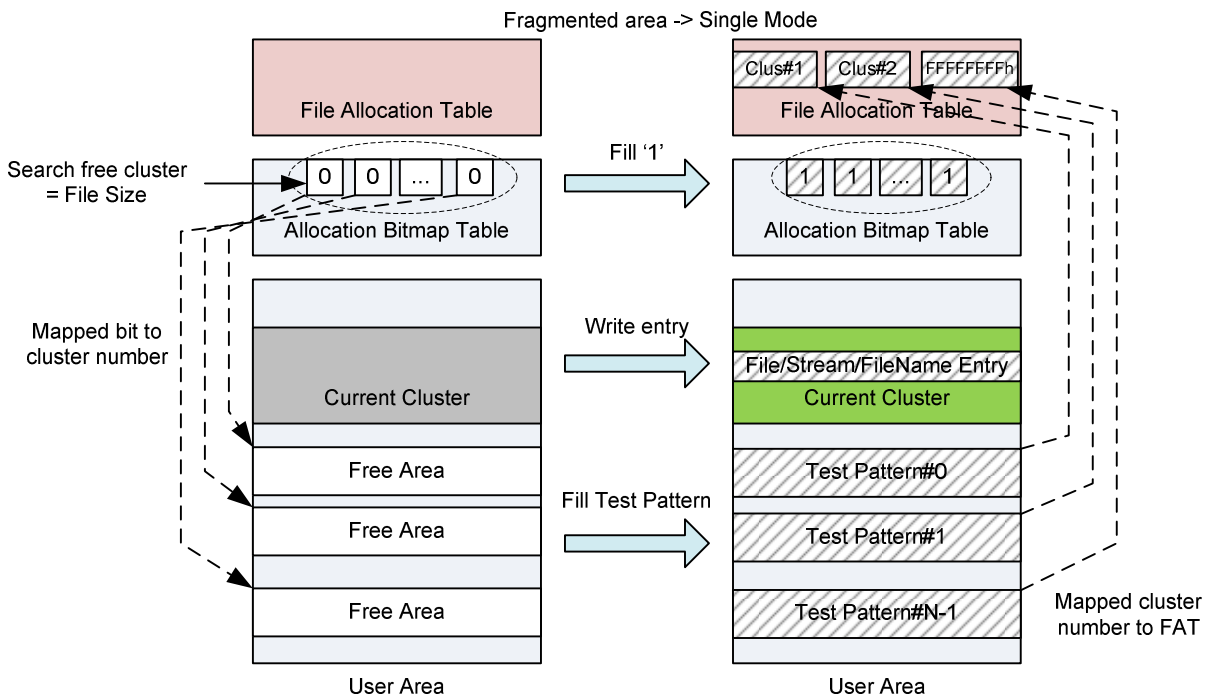 Fragmented area -> Single Mode
Clus#1 Clus#2 FFFFFFFFh
File Allocation Table
File Allocation Table
Search free cluster
= File Size
0 0 ... 0
Fill ‘1’
1 1 ... 1
Allocation Bitmap Table
Allocation Bitmap Table
Mapped bit to
cluster number
Write entry
File/Stream/FileName Entry
Current Cluster
Current Cluster
Free Area
Test Pattern#0
Fill Test Pattern
Free Area
Test Pattern#1
Free Area
Test Pattern#N-1
Mapped cluster
number to FAT
User Area
User Area